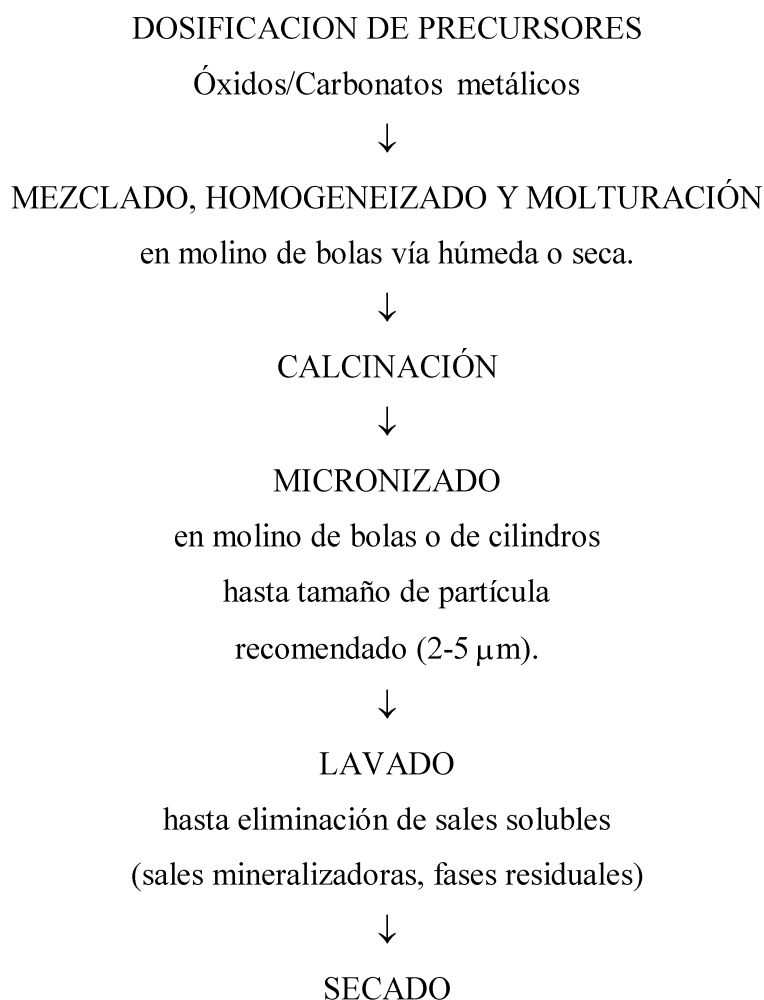 DOSIFICACION DE PRECURSORES
Óxidos/Carbonatos metálicos
↓
MEZCLADO, HOMOGENEIZADO Y MOLTURACIÓN
en molino de bolas vía húmeda o seca.
↓
CALCINACIÓN
↓
MICRONIZADO
en molino de bolas o de cilindros
hasta tamaño de partícula
recomendado (2-5 μm).
↓
LAVADO
hasta eliminación de sales solubles
(sales mineralizadoras, fases residuales)
↓
SECADO